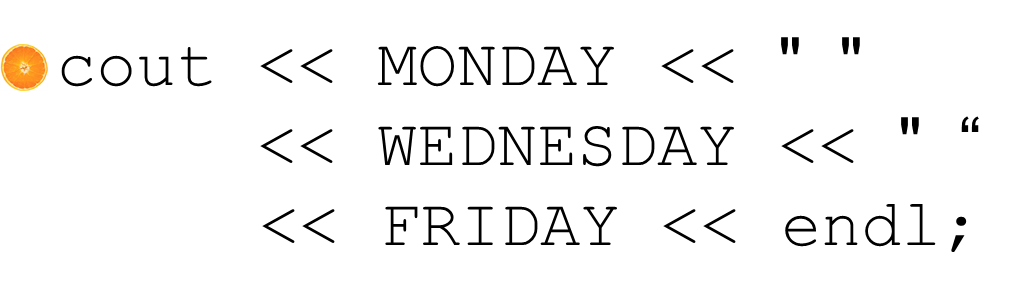 cout << MONDAY << " "
<< WEDNESDAY << " “
<< FRIDAY << endl;